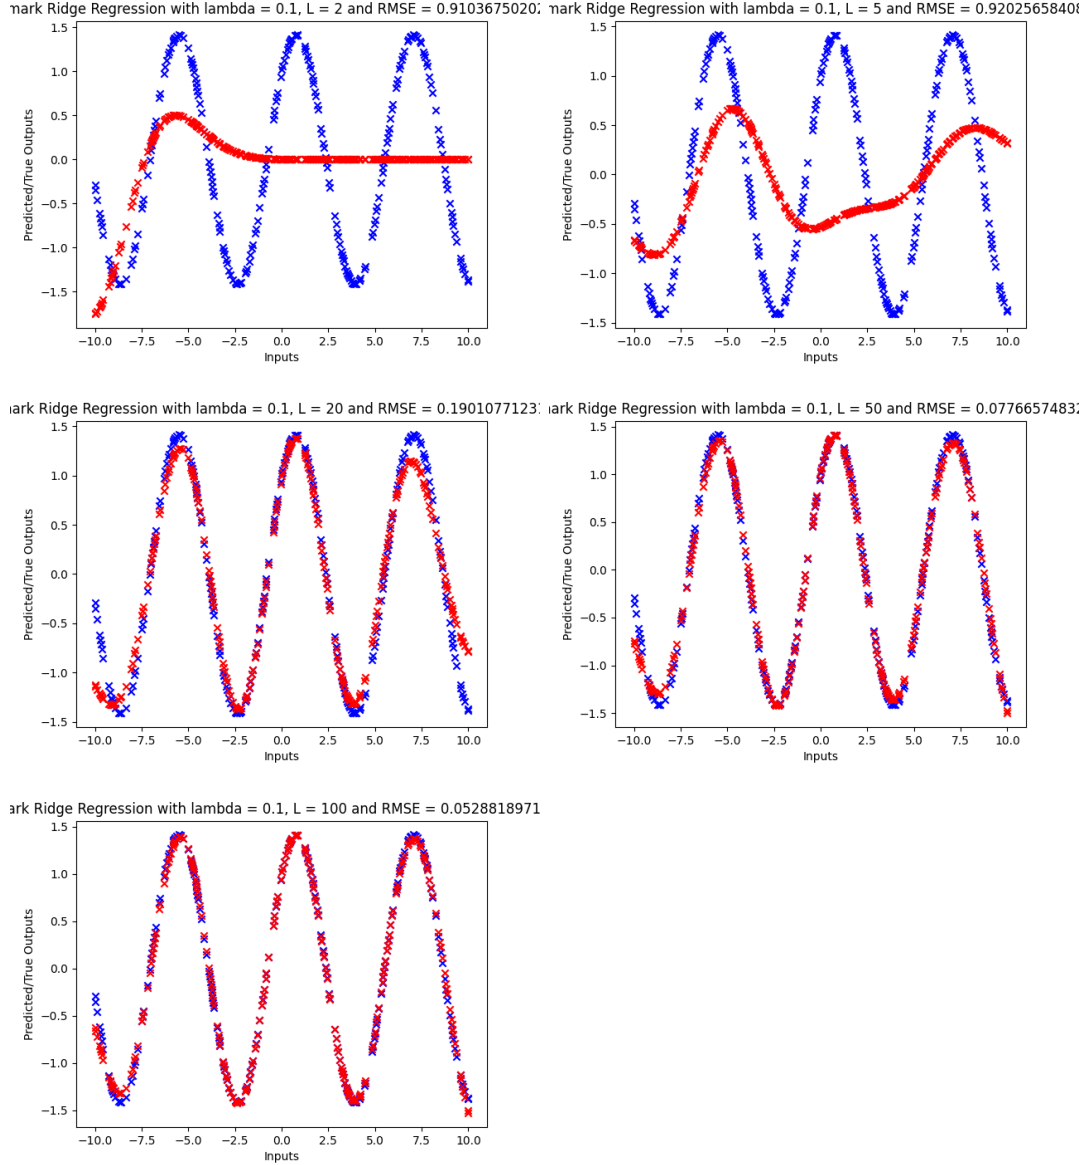 mark Ridge Regression with lambda = 0.1, L = 2 and RMSE = 0.91036750202
1.5
1.0
0.5
0.0
−0.5
−1.0
−1.5
Predicted/True Outputs
−10.0 −7.5 −5.0 −2.5 0.0 2.5 5.0 7.5 10.0
Inputs
mark Ridge Regression with lambda = 0.1, L = 5 and RMSE = 0.9202565840
1.5
1.0
0.5
0.0
−0.5
−1.0
−1.5
Predicted/True Outputs
−10.0 −7.5 −5.0 −2.5 0.0 2.5 5.0 7.5 10.0
Inputs
ark Ridge Regression with lambda = 0.1, L = 20 and RMSE = 0.1901077123
1.5
1.0
0.5
0.0
−0.5
−1.0
−1.5
Predicted/True Outputs
−10.0 −7.5 −5.0 −2.5 0.0 2.5 5.0 7.5 10.0
Inputs
ark Ridge Regression with lambda = 0.1, L = 50 and RMSE = 0.0776657483
1.5
1.0
0.5
0.0
−0.5
−1.0
−1.5
Predicted/True Outputs
−10.0 −7.5 −5.0 −2.5 0.0 2.5 5.0 7.5 10.0
Inputs
ark Ridge Regression with lambda = 0.1, L = 100 and RMSE = 0.0528818971
1.5
1.0
0.5
0.0
−0.5
−1.0
−1.5
Predicted/True Outputs
−10.0 −7.5 −5.0 −2.5 0.0 2.5 5.0 7.5 10.0
Inputs